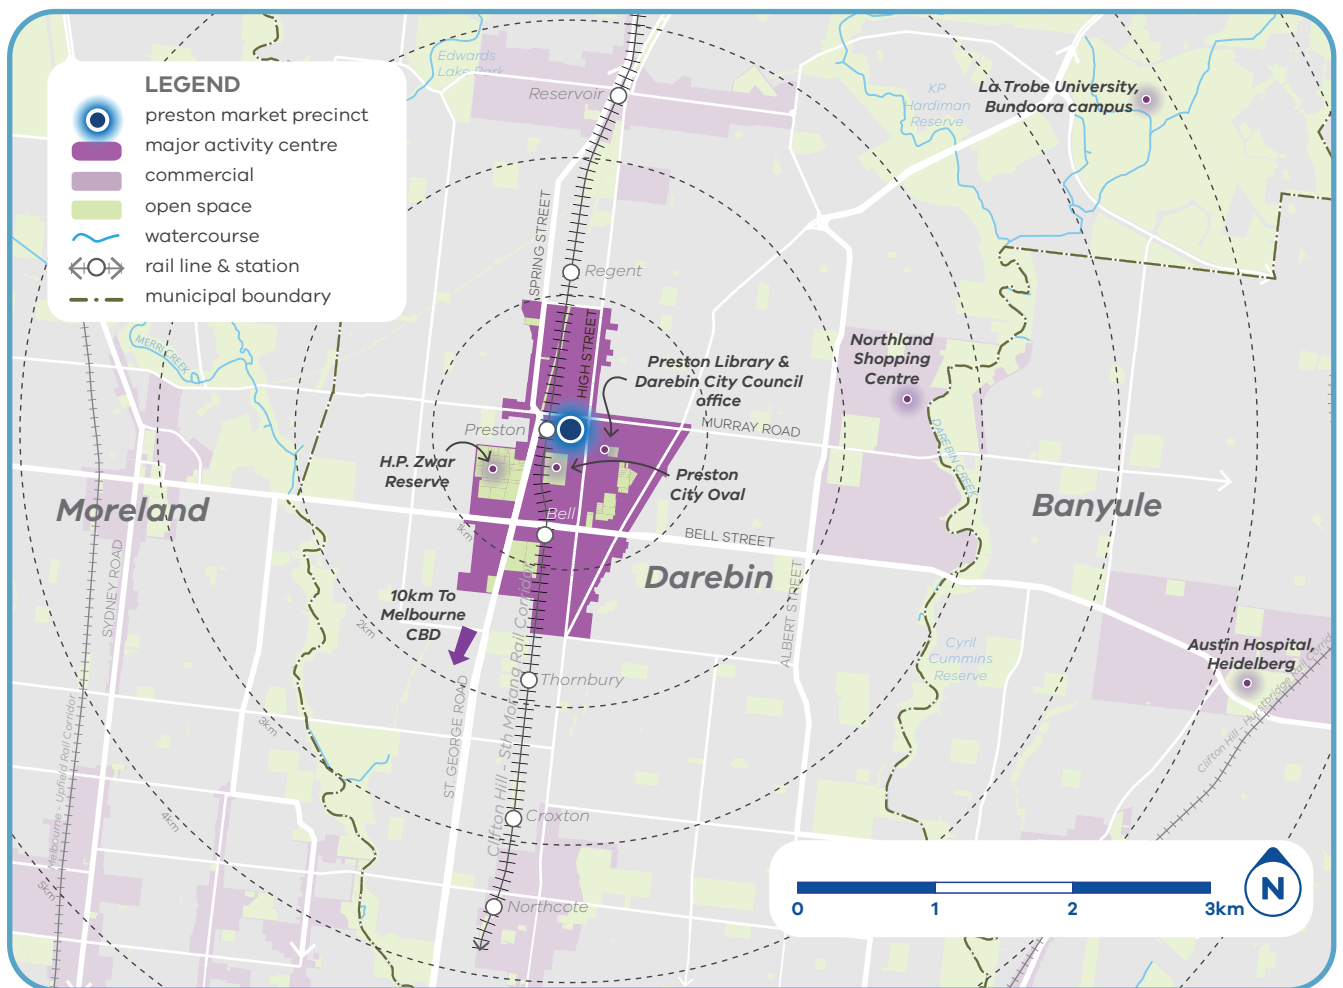 LEGEND
preston market precinct
major activity centre
commercial
open space
watercourse
rail line & station
municipal boundary
Edwards
Lake Park
Reservoir
KP
Hardiman
Reserve
La Trobe University,
Bundoora campus
SPRING STREET
Regent
HIGH STREET
MERRI CREEK
Northland
Shopping
Centre
Preston Library &
Darebin City Council
office
Preston
MURRAY ROAD
DAREBIN CREEK
H.P. Zwar
Reserve
Preston
City Oval
Moreland
Banyule
Bell
1km
BELL STREET
Darebin
SYDNEY ROAD
ALBERT STREET
10km To
Melbourne
CBD
2km
Cyril
Cummins
Reserve
Austin Hospital,
Heidelberg
Clifton Hill - Sth Morang Rail Corridor
Thornbury
ST. GEORGE ROAD
3km
Melbourne - Upfield Rail Corridor
Clifton Hill - Hurstbridge Rail Corrid
4km
Croxton
5km
Northcote
0
1
2
3km
N